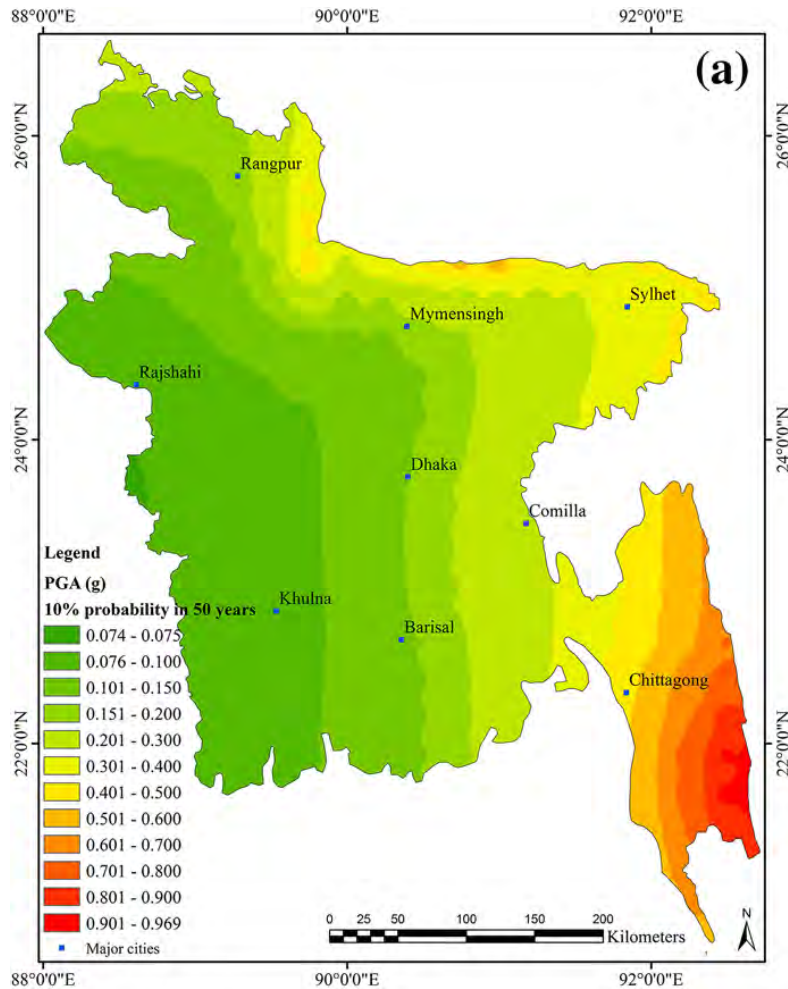 88°0'0"E 90°0'0"E 92°0'0"E
(a)
26°0'0"N
26°0'0"N
Rangpur
Sylhet
Mymensingh
Rajshahi
24°0'0"N
24°0'0"N
Dhaka
Comilla
Legend
PGA (g)
10% probability in 50 years
0.074 - 0.075
0.076 - 0.100
0.101 - 0.150
0.151 - 0.200
0.201 - 0.300
0.301 - 0.400
0.401 - 0.500
0.501 - 0.600
0.601 - 0.700
0.701 - 0.800
0.801 - 0.900
0.901 - 0.969
Major cities
Khulna
Barisal
Chittagong
22°0'0"N
22°0'0"N
0 25 50 100 150 200
Kilometers
N
88°0'0"E 90°0'0"E 92°0'0"E